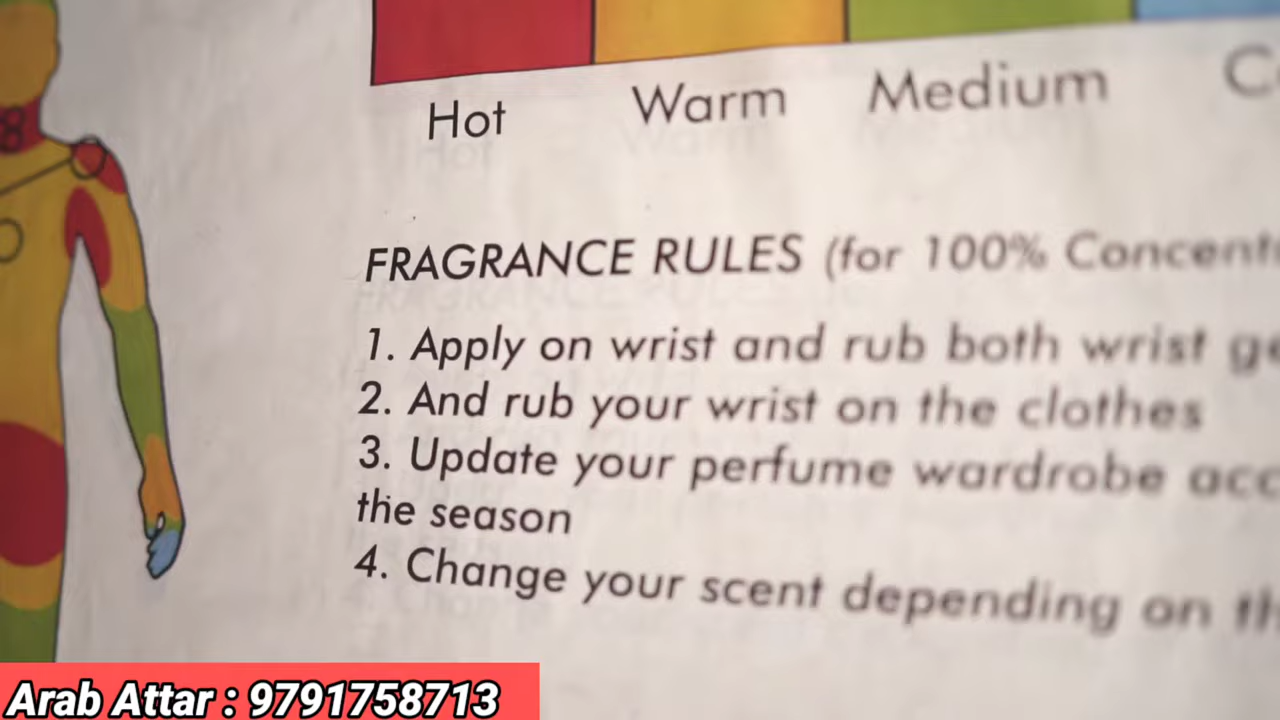 Hot Warm Medium
FRAGRANCE RULES (for 100%
1. Apply on wrist and rub both wrist
2. And rub your wrist on the clothes
3. Update your perfume wardrobe
the season
4. Change your scent depending on
Arab Attar : 9791758713